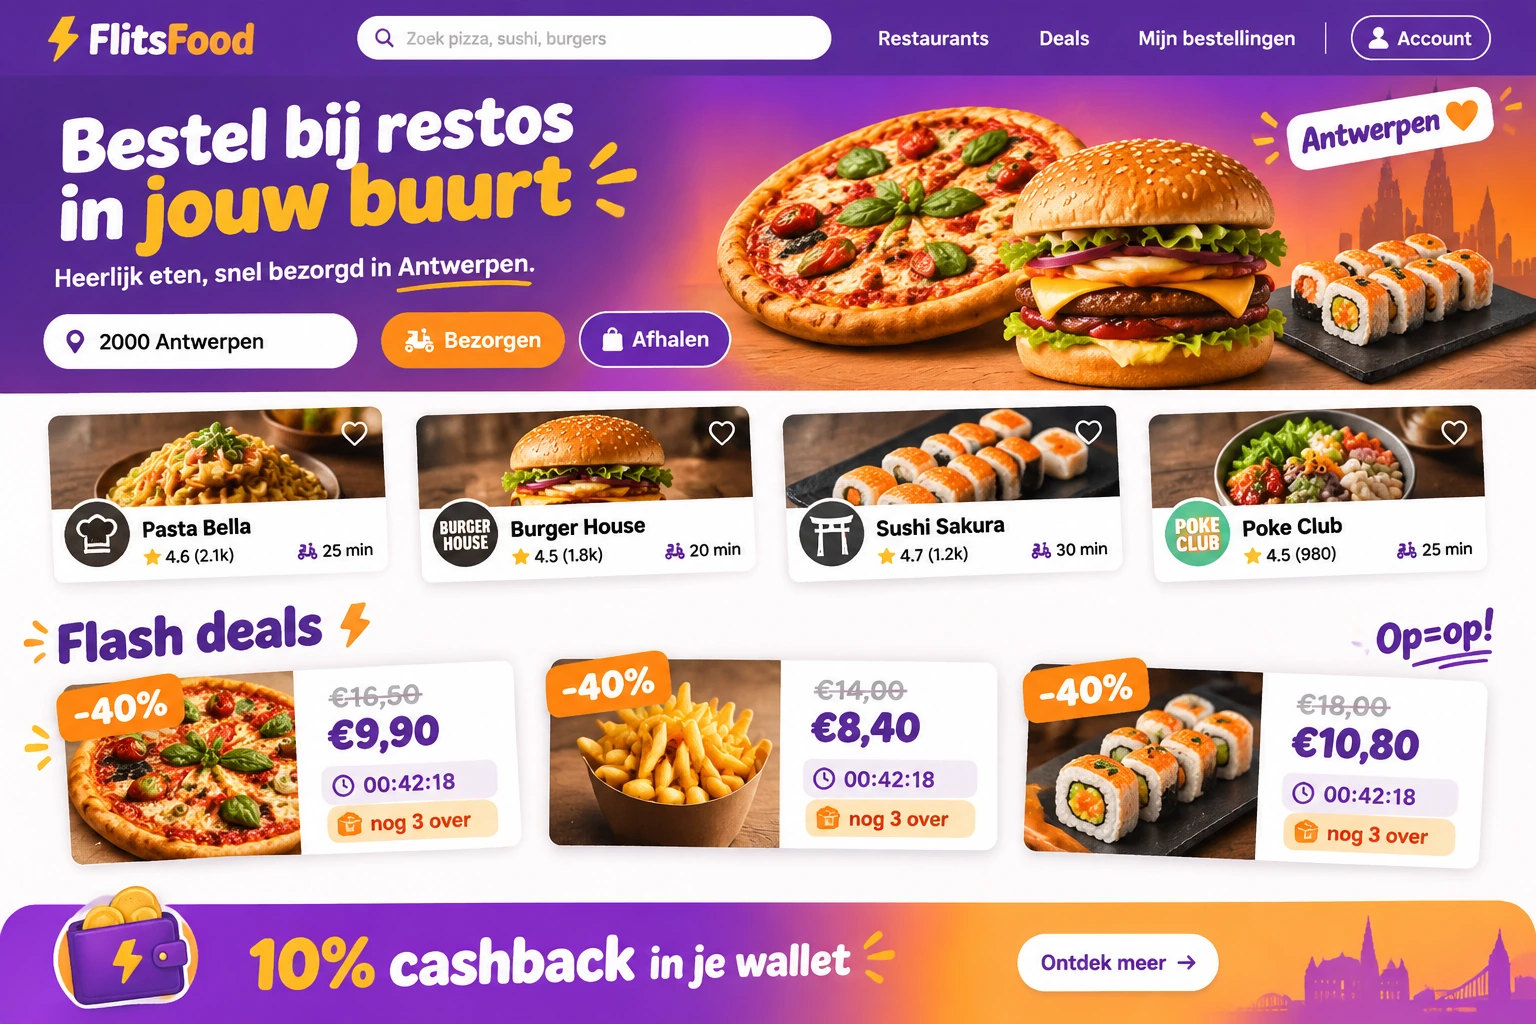 FlitsFood
Zoek pizza, sushi, burgers
Restaurants
Deals
Mijn bestellingen
Account
Bestel bij restos
in jouw buurt
Heerlijk eten, snel bezorgd in Antwerpen.
2000 Antwerpen
Bezorgen
Afhalen
Antwerpen
Pasta Bella
4.6 (2.1k)
25 min
BURGER
HOUSE
Burger House
4.5 (1.8k)
20 min
Sushi Sakura
4.7 (1.2k)
30 min
POKE
CLUB
Poke Club
4.5 (980)
25 min
Flash deals
Op=op!
-40%
€16,50
€9,90
00:42:18
nog 3 over
-40%
€14,00
€8,40
00:42:18
nog 3 over
-40%
€18,00
€10,80
00:42:18
nog 3 over
10% cashback in je wallet
Ontdek meer →